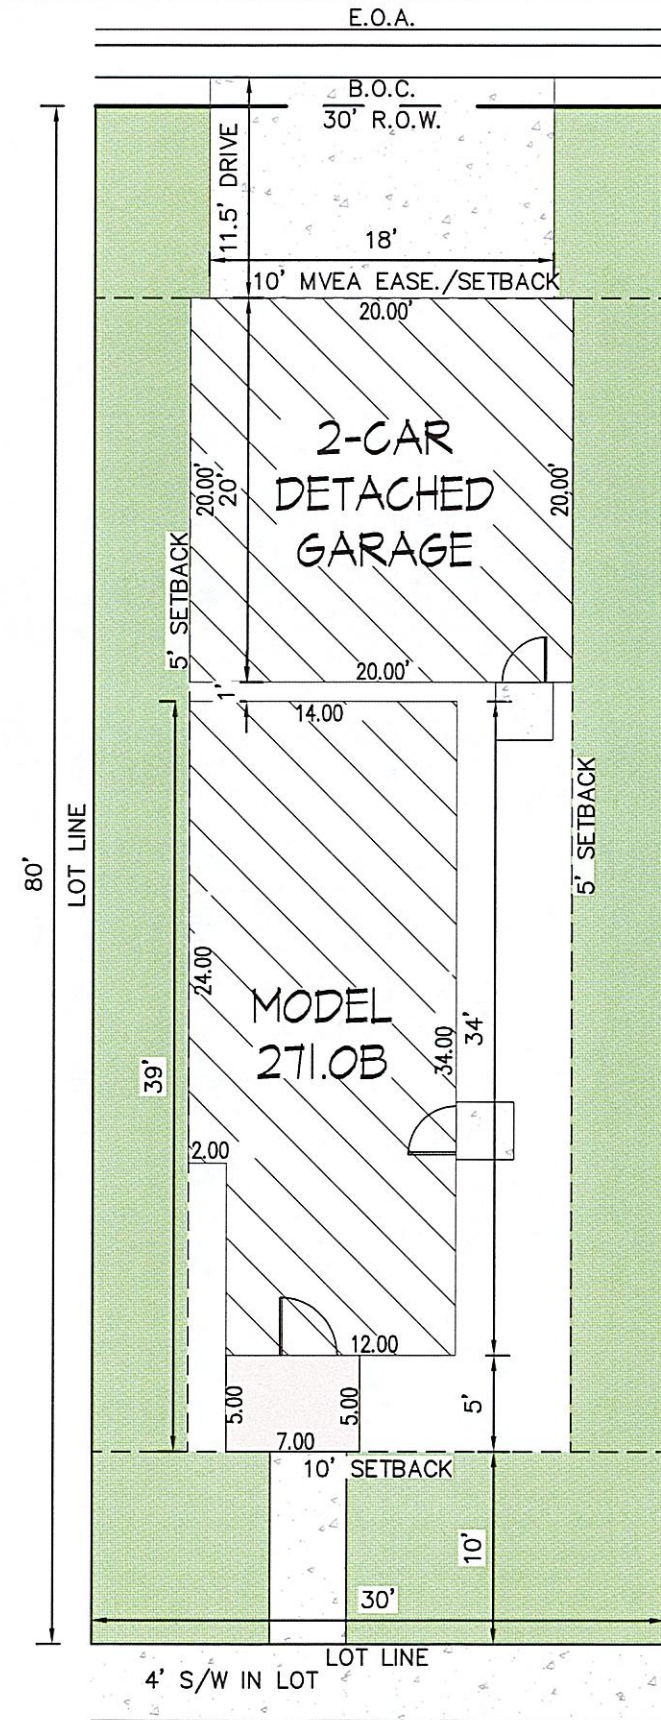 E.O.A.
B.O.C.
30' R.O.W.
11.5' DRIVE
18'
10' MVEA EASE./SETBACK
20.00'
2-CAR
DETACHED
GARAGE
20.00'
20'
20.00'
5' SETBACK
20.00'
1'
14.00
5' SETBACK
80'
LOT LINE
24.00
MODEL
271.0B
34.00
34'
39'
2.00
12.00
5.00
5.00
5'
7.00
10' SETBACK
10'
30'
LOT LINE
4' S/W IN LOT